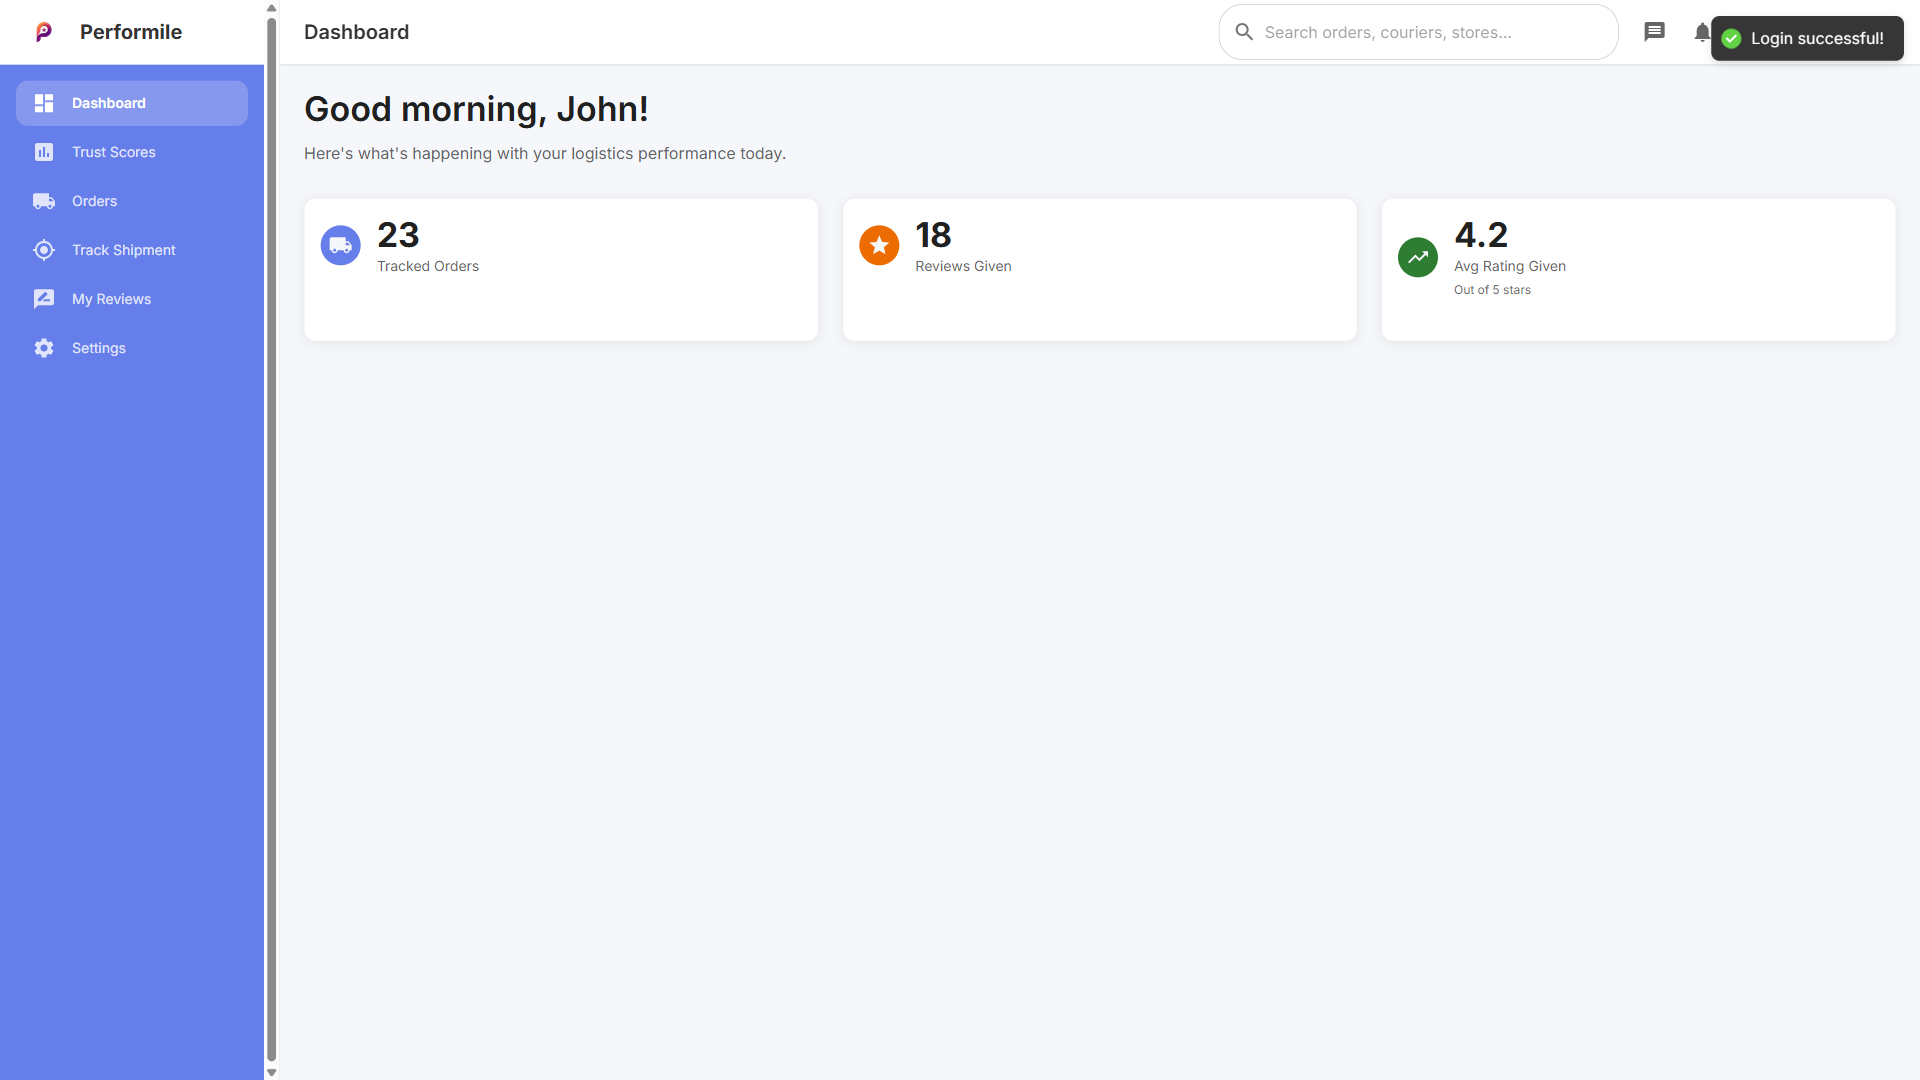 Performile
Dashboard
Search orders, couriers, stores...
Login successful!
Dashboard
Trust Scores
Orders
Track Shipment
My Reviews
Settings
Good morning, John!
Here's what's happening with your logistics performance today.
23
Tracked Orders
18
Reviews Given
4.2
Avg Rating Given
Out of 5 stars